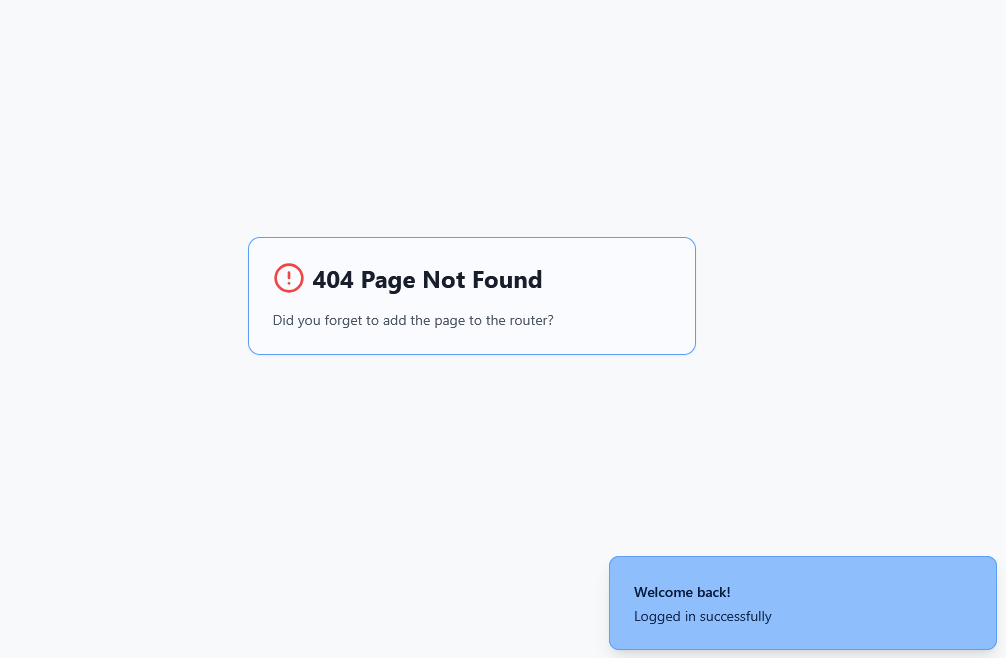 404 Page Not Found
Did you forget to add the page to the router?
Welcome back!
Logged in successfully